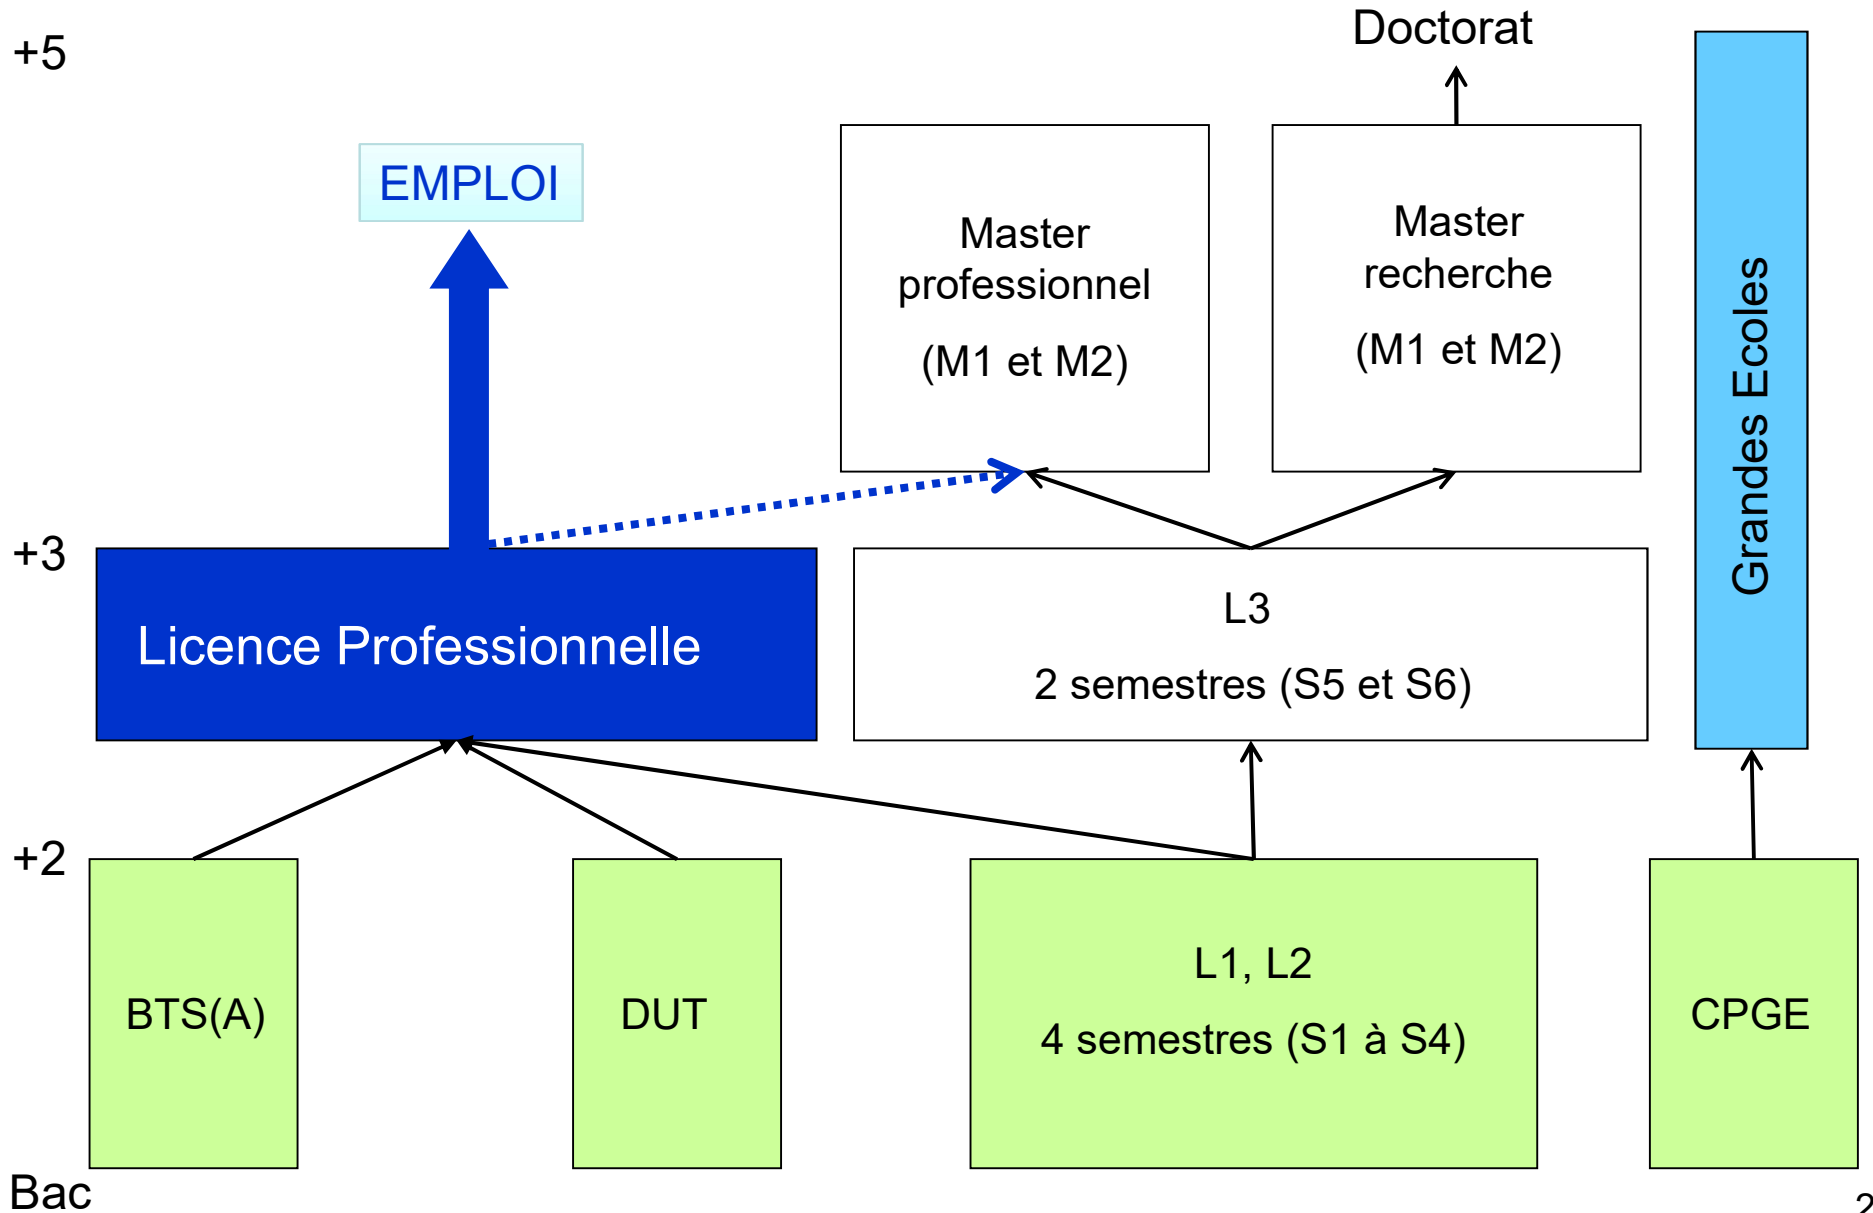 Doctorat
+5
EMPLOI
Master
professionnel
(M1 et M2)
Master
recherche
(M1 et M2)
Grandes Ecoles
+3
Licence Professionnelle
L3
2 semestres (S5 et S6)
+2
BTS(A)
DUT
L1, L2
4 semestres (S1 à S4)
CPGE
Bac
2